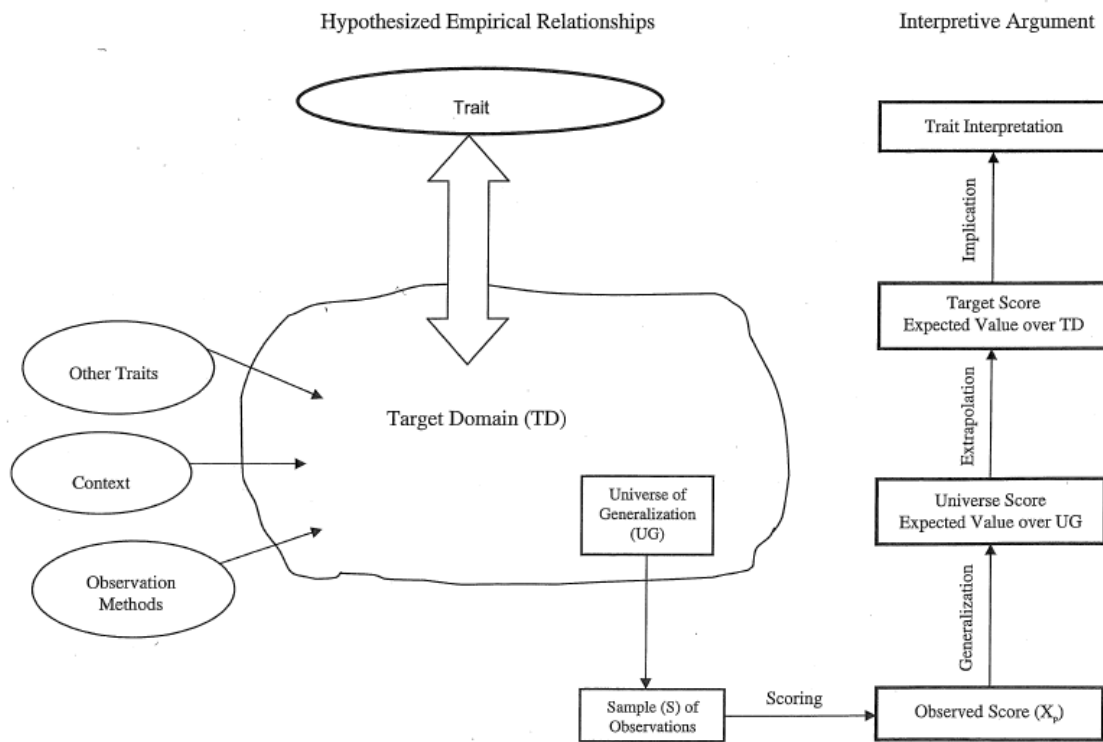 Hypothesized Empirical Relationships
Interpretive Argument
Trait
Trait Interpretation
Implication
Target Score
Expected Value over TD
Other Traits
Target Domain (TD)
Extrapolation
Context
Universe of
Generalization
(UG)
Universe Score
Expected Value over UG
Observation
Methods
Generalization
Sample (S) of
Observations
Scoring
Observed Score (Xp)